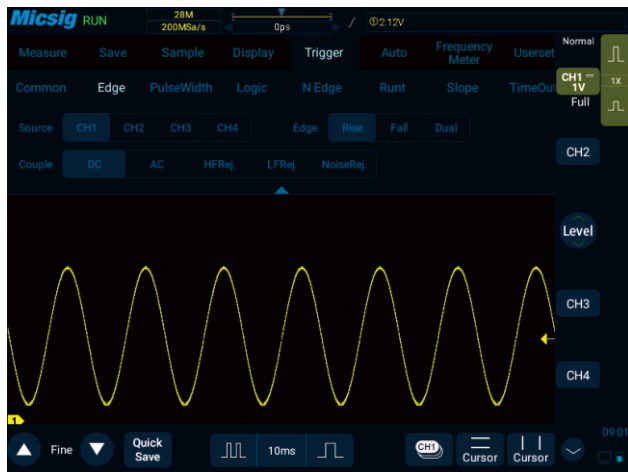 Micsig RUN 28M 200MSa/s 0ps 2.12V
Measure Save Sample Display Trigger Auto Frequency Meter Userset
Normal
Common Edge PulseWidth Logic N Edge Runt Slope TimeOut
CH1 1V 1X
Full
Source CH1 CH2 CH3 CH4 Edge Rise Fall Dual
Couple DC AC HFRej. LFRej. NoiseRej.
CH2
Level
CH3
CH4
1
09:01
Fine Quick Save 10ms CH1 Cursor Cursor